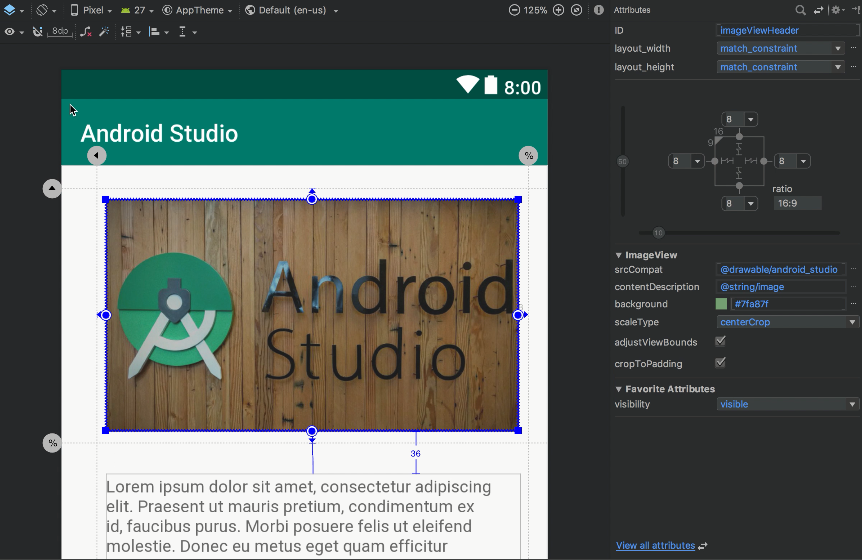 Pixel 27 AppTheme Default (en-us) 125%
8dp
8:00
Android Studio
%
Android
Studio
%
36
Lorem ipsum dolor sit amet, consectetur adipiscing
elit. Praesent ut mauris pretium, condimentum ex
id, faucibus purus. Morbi posuere felis ut eleifend
molestie. Donec eu metus eget quam efficitur
Attributes
ID imageViewHeader
layout_width match_constraint
layout_height match_constraint
8
16
9
8 8
50
8
ratio
16:9
ImageView
srcCompat @drawable/android_studio
contentDescription @string/image
background #7fa87f
scaleType centerCrop
adjustViewBounds
cropToPadding
Favorite Attributes
visibility visible
View all attributes